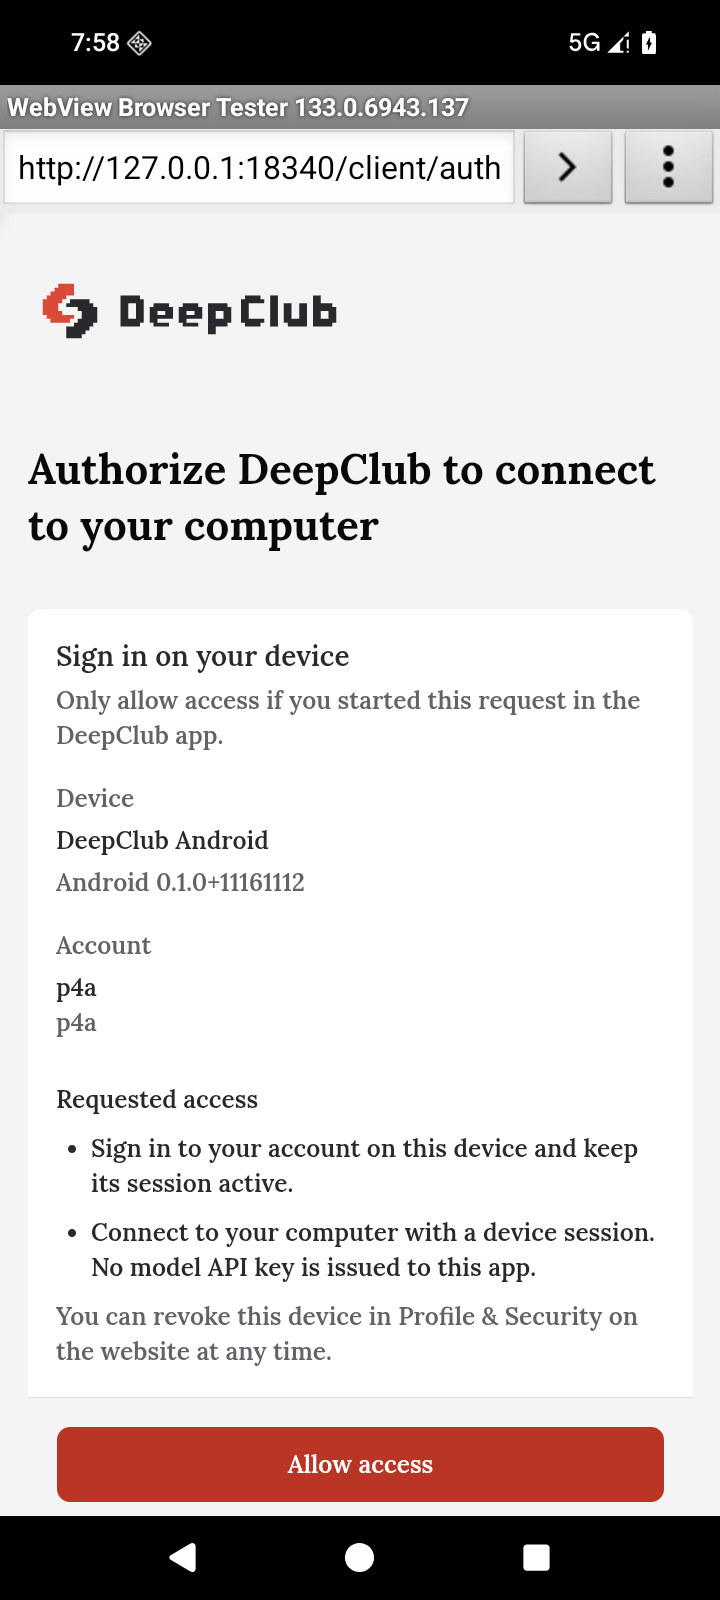 7:58
5G
WebView Browser Tester 133.0.6943.137
http://127.0.0.1:18340/client/auth
DeepClub
Authorize DeepClub to connect
to your computer
Sign in on your device
Only allow access if you started this request in the
DeepClub app.
Device
DeepClub Android
Android 0.1.0+11161112
Account
p4a
p4a
Requested access
• Sign in to your account on this device and keep
its session active.
• Connect to your computer with a device session.
No model API key is issued to this app.
You can revoke this device in Profile & Security on
the website at any time.
Allow access